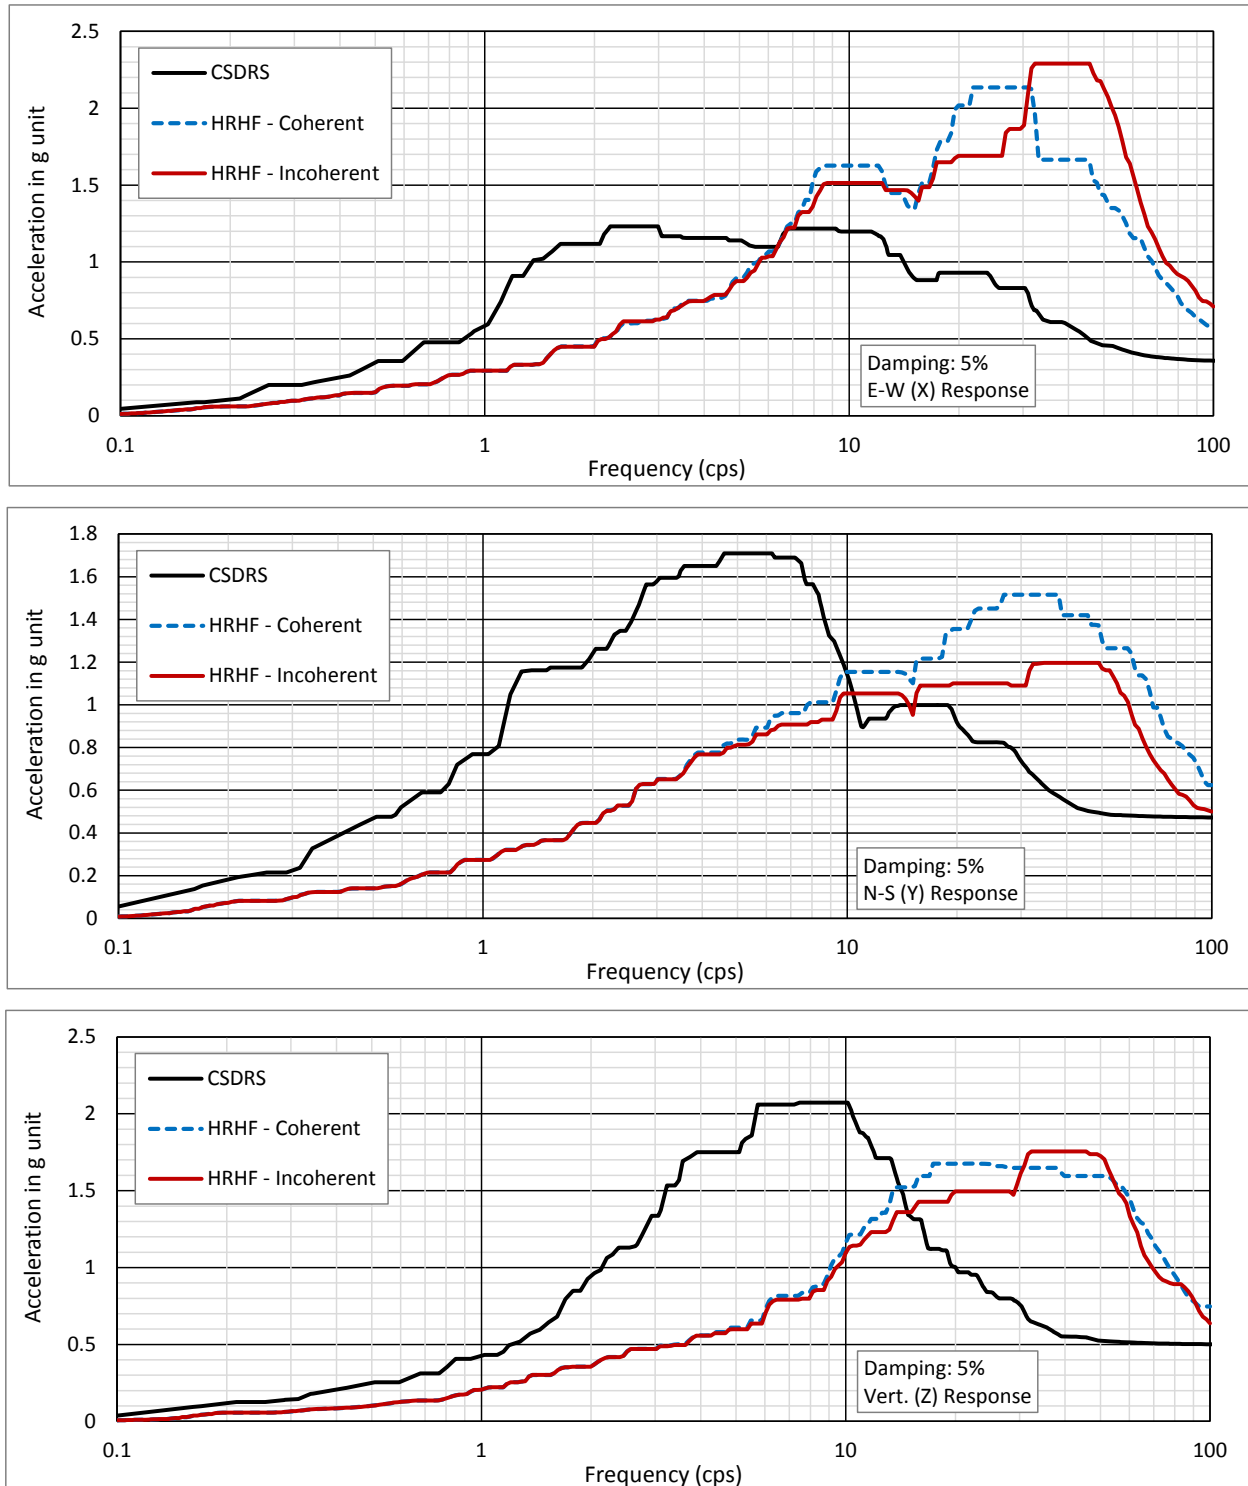 2.5
2
1.5
1
0.5
0
Acceleration in g unit
CSDRS
HRHF - Coherent
HRHF - Incoherent
Damping: 5%
E-W (X) Response
0.1 1 10 100
Frequency (cps)
1.8
1.6
1.4
1.2
1
0.8
0.6
0.4
0.2
0
Acceleration in g unit
CSDRS
HRHF - Coherent
HRHF - Incoherent
Damping: 5%
N-S (Y) Response
0.1 1 10 100
Frequency (cps)
2.5
2
1.5
1
0.5
0
Acceleration in g unit
CSDRS
HRHF - Coherent
HRHF - Incoherent
Damping: 5%
Vert. (Z) Response
0.1 1 10 100
Frequency (cps)